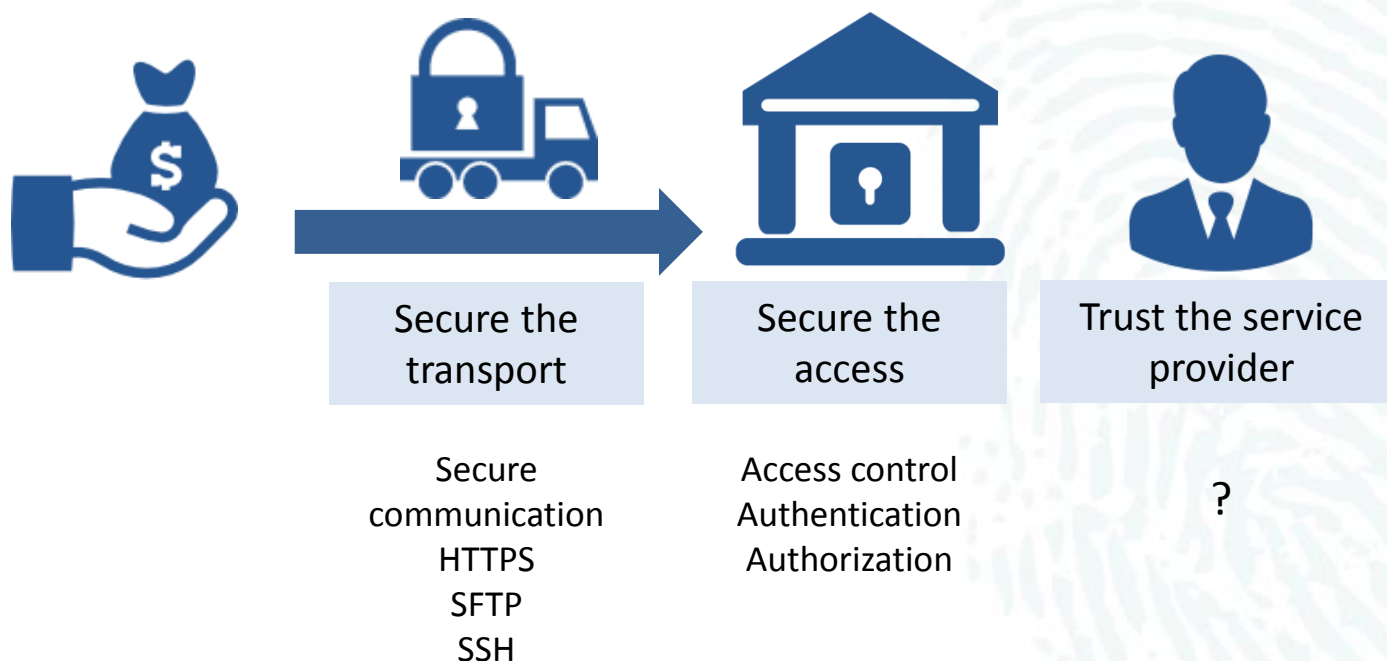 $
Secure the
transport
Secure the
access
Trust the service
provider
Secure
communication
HTTPS
SFTP
SSH
Access control
Authentication
Authorization
?